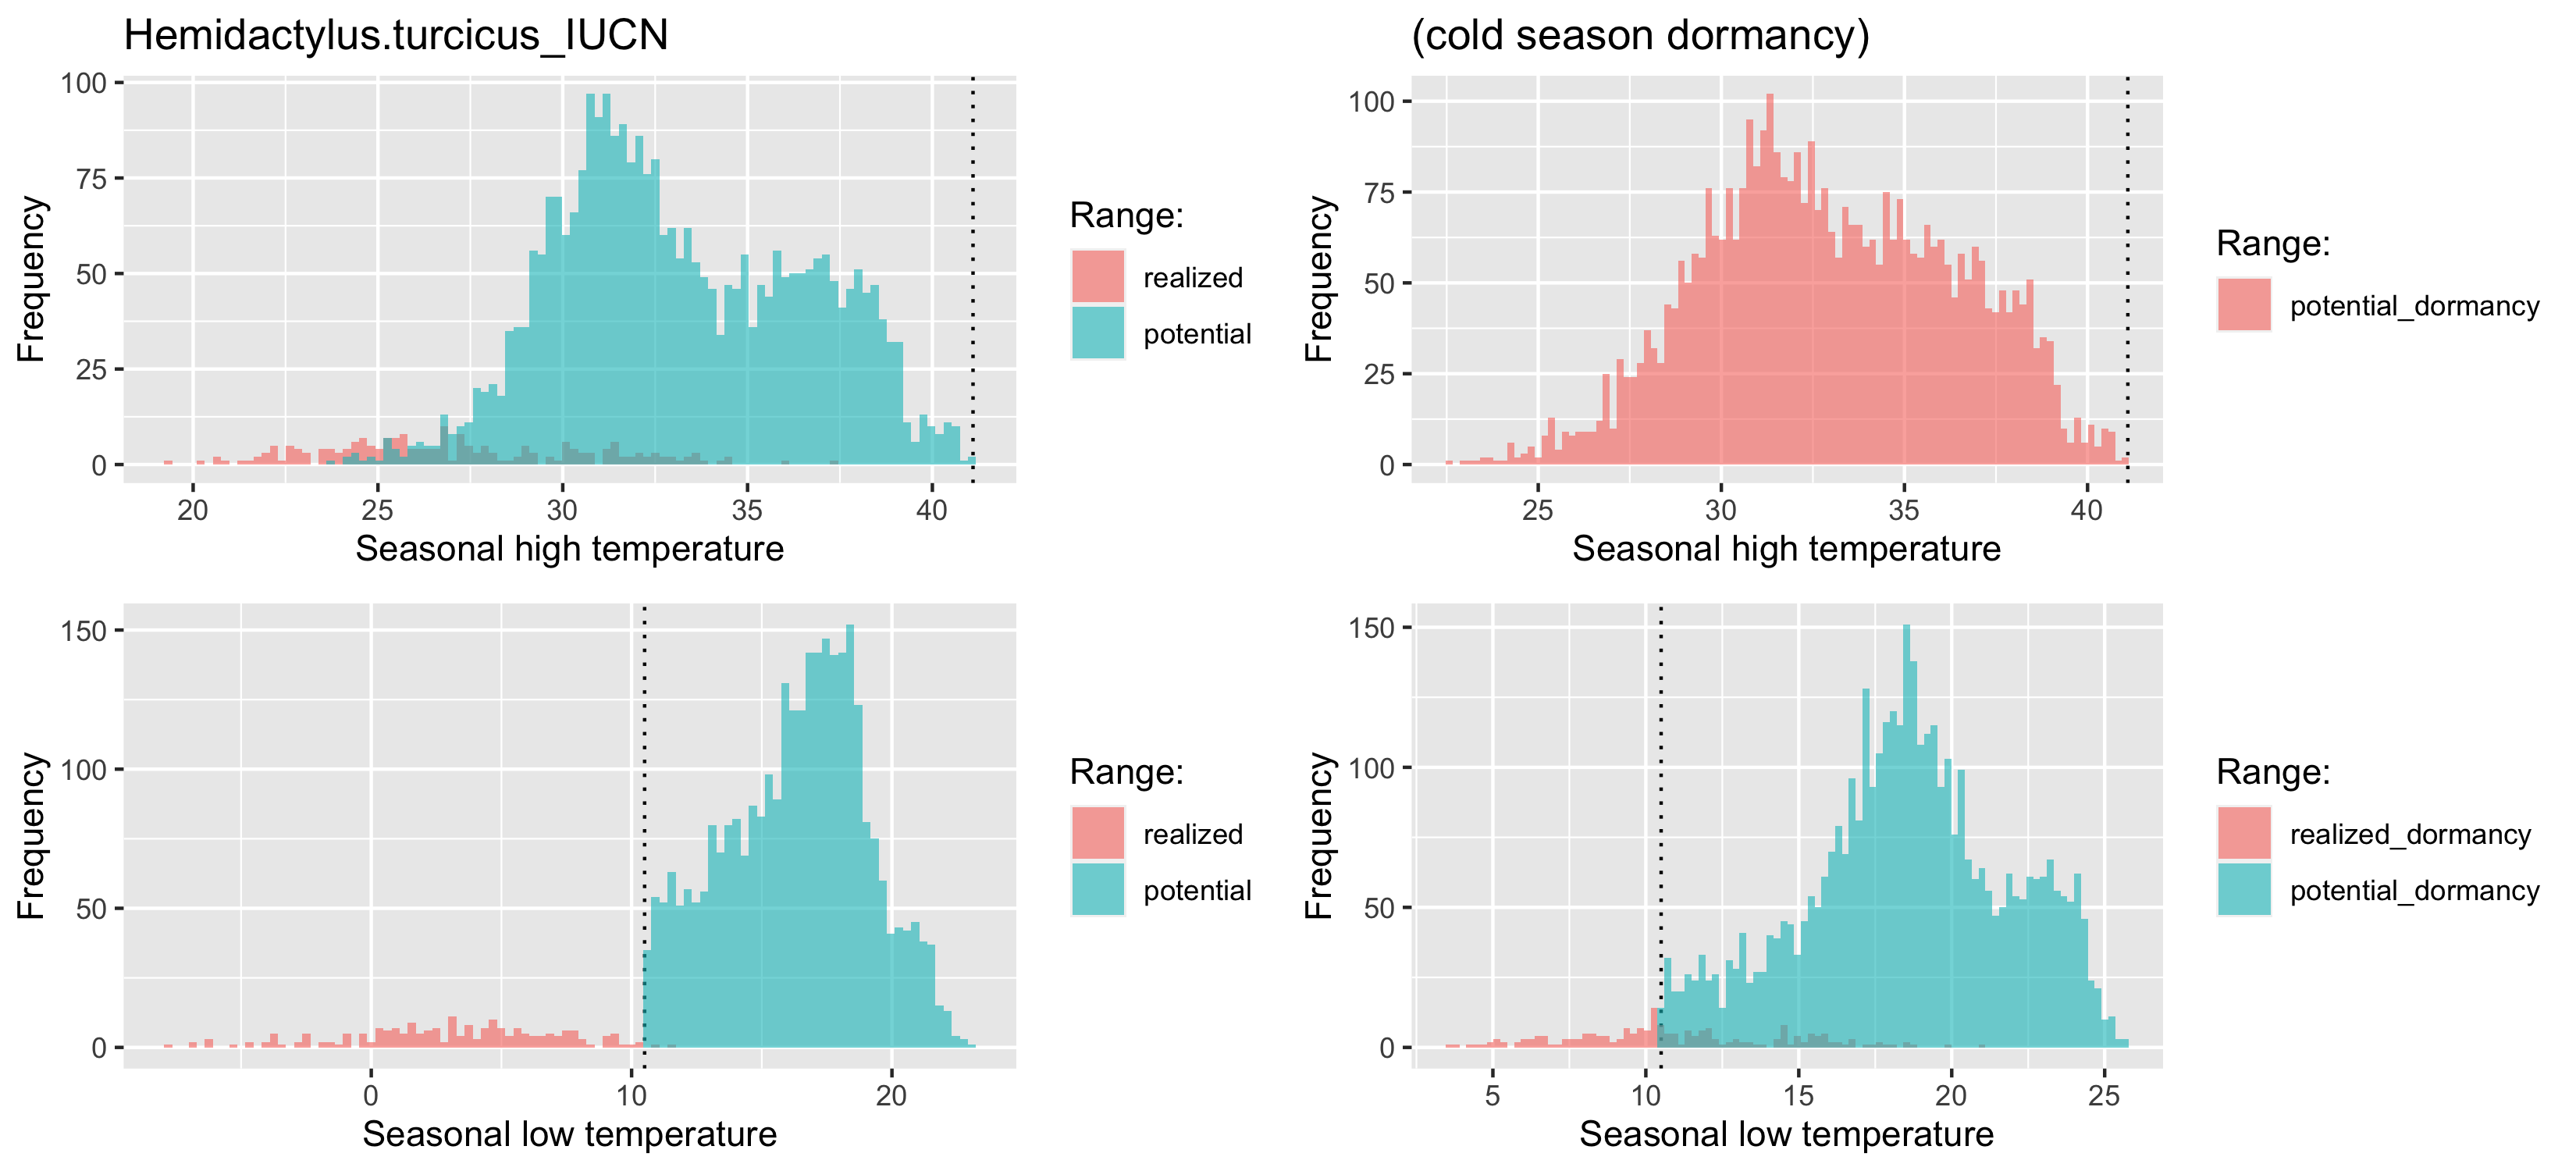 Hemidactylus.turcicus_IUCN
100
75
50
25
0
Frequency
20 25 30 35 40
Seasonal high temperature
Range:
realized
potential
(cold season dormancy)
100
75
50
25
0
Frequency
25 30 35 40
Seasonal high temperature
Range:
potential_dormancy
150
100
50
0
Frequency
0 10 20
Seasonal low temperature
Range:
realized
potential
150
100
50
0
Frequency
5 10 15 20 25
Seasonal low temperature
Range:
realized_dormancy
potential_dormancy